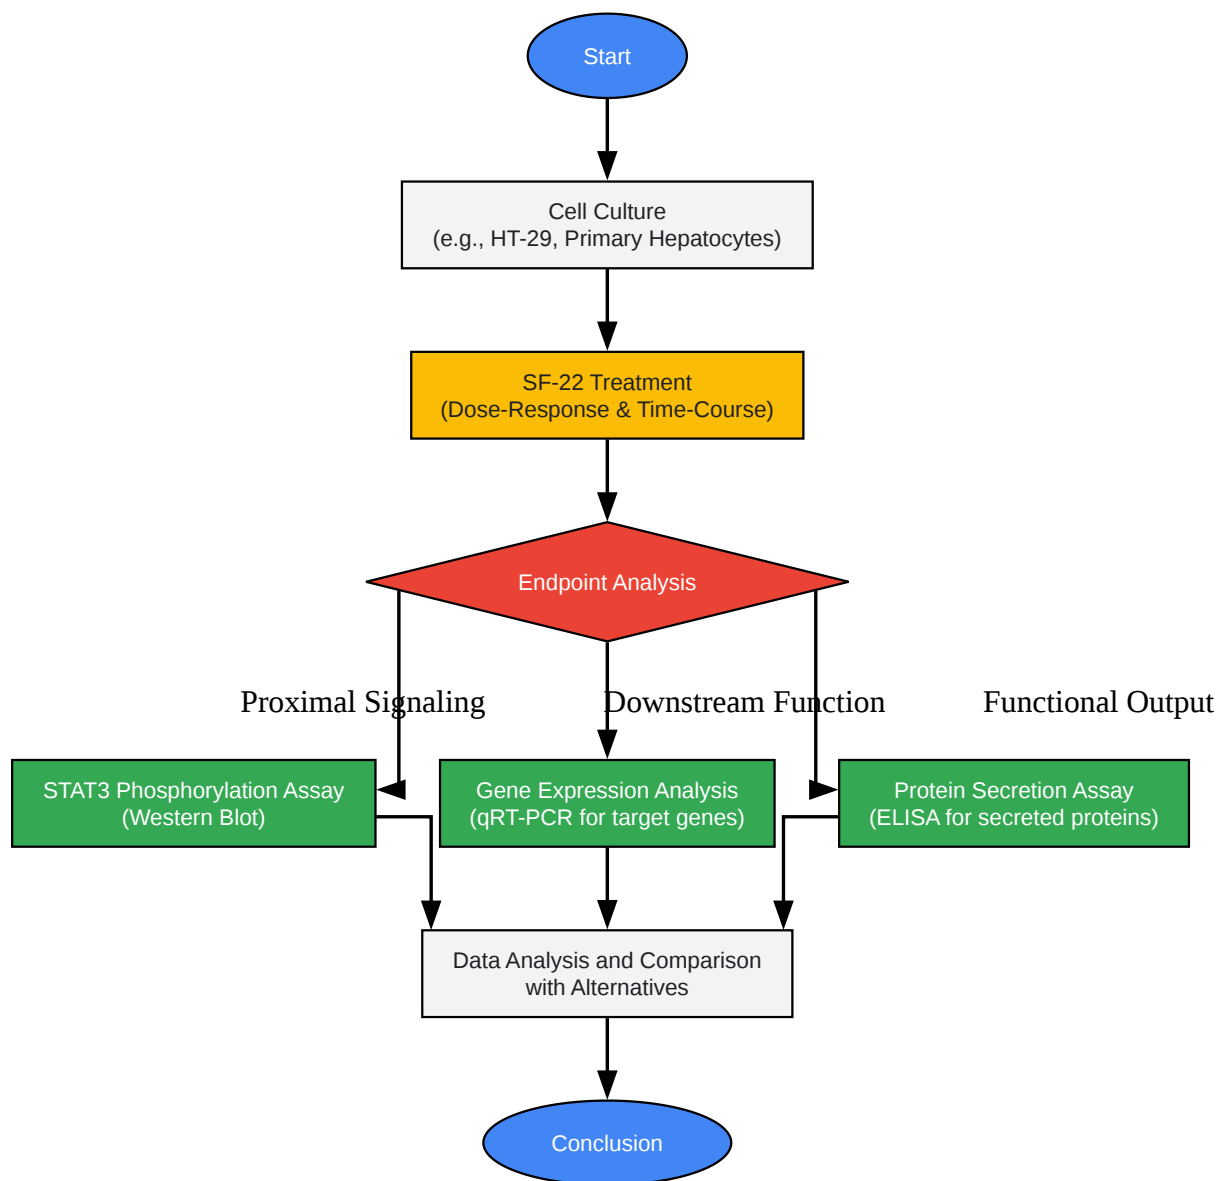 Start
Cell Culture
(e.g., HT-29, Primary Hepatocytes)
SF-22 Treatment
(Dose-Response & Time-Course)
Endpoint Analysis
Proximal Signaling
Downstream Function
Functional Output
STAT3 Phosphorylation Assay
(Western Blot)
Gene Expression Analysis
(qRT-PCR for target genes)
Protein Secretion Assay
(ELISA for secreted proteins)
Data Analysis and Comparison
with Alternatives
Conclusion